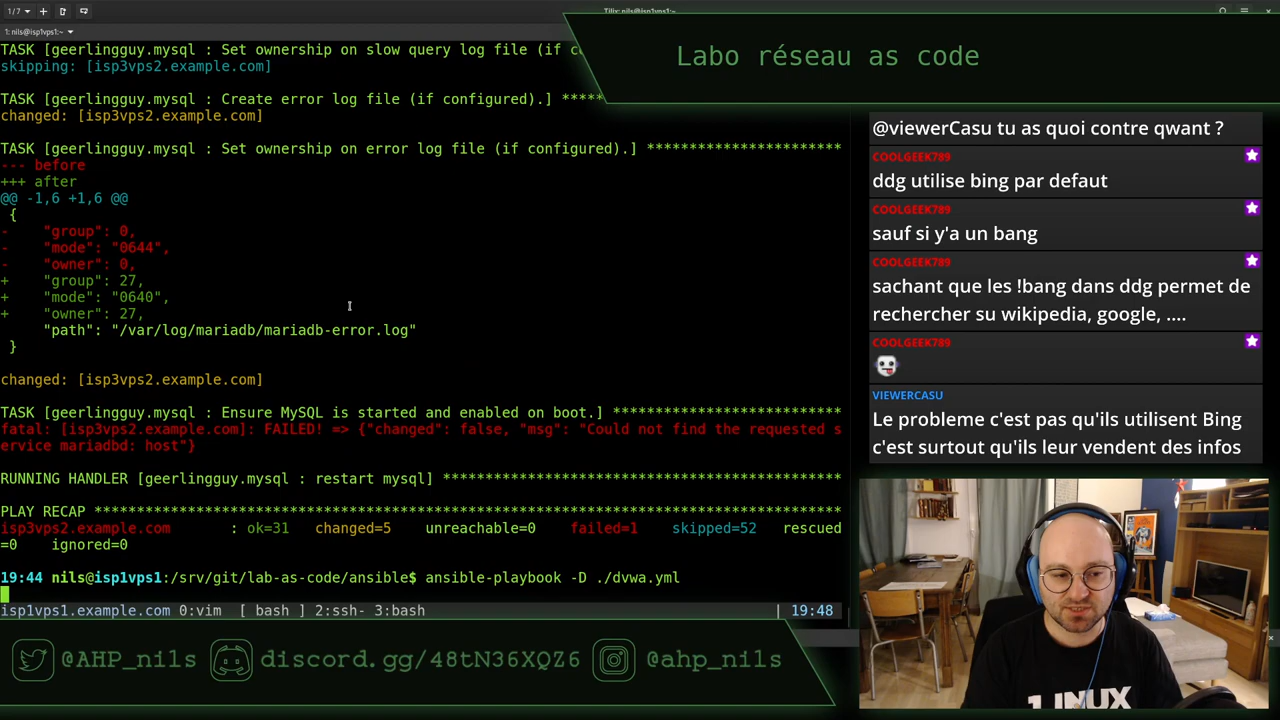 1/7
Tilix: nils@isp1vps1:~
1: nils@isp1vps1:~
TASK [geerlingguy.mysql : Set ownership on slow query log file (if c
skipping: [isp3vps2.example.com]
TASK [geerlingguy.mysql : Create error log file (if configured).] *****
changed: [isp3vps2.example.com]
TASK [geerlingguy.mysql : Set ownership on error log file (if configured).] ***********************
--- before
+++ after
@@ -1,6 +1,6 @@
{
- "group": 0,
- "mode": "0644",
- "owner": 0,
+ "group": 27,
+ "mode": "0640",
+ "owner": 27,
"path": "/var/log/mariadb/mariadb-error.log"
}
changed: [isp3vps2.example.com]
TASK [geerlingguy.mysql : Ensure MySQL is started and enabled on boot.] ***************************
fatal: [isp3vps2.example.com]: FAILED! => {"changed": false, "msg": "Could not find the requested s
ervice mariadbd: host"}
RUNNING HANDLER [geerlingguy.mysql : restart mysql] ***********************************************
PLAY RECAP ****************************************************************************************
isp3vps2.example.com : ok=31 changed=5 unreachable=0 failed=1 skipped=52 rescued
=0 ignored=0
19:44 nils@isp1vps1:/srv/git/lab-as-code/ansible$ ansible-playbook -D ./dvwa.yml
isp1vps1.example.com 0:vim [ bash ] 2:ssh- 3:bash | 19:48
Labo réseau as code
@viewerCasu tu as quoi contre qwant ?
COOLGEEK789
ddg utilise bing par defaut
COOLGEEK789
sauf si y'a un bang
COOLGEEK789
sachant que les !bang dans ddg permet de
rechercher su wikipedia, google, ....
COOLGEEK789
VIEWERCASU
Le probleme c'est pas qu'ils utilisent Bing
c'est surtout qu'ils leur vendent des infos
@AHP_nils discord.gg/48tN36XQZ6 @ahp_nils